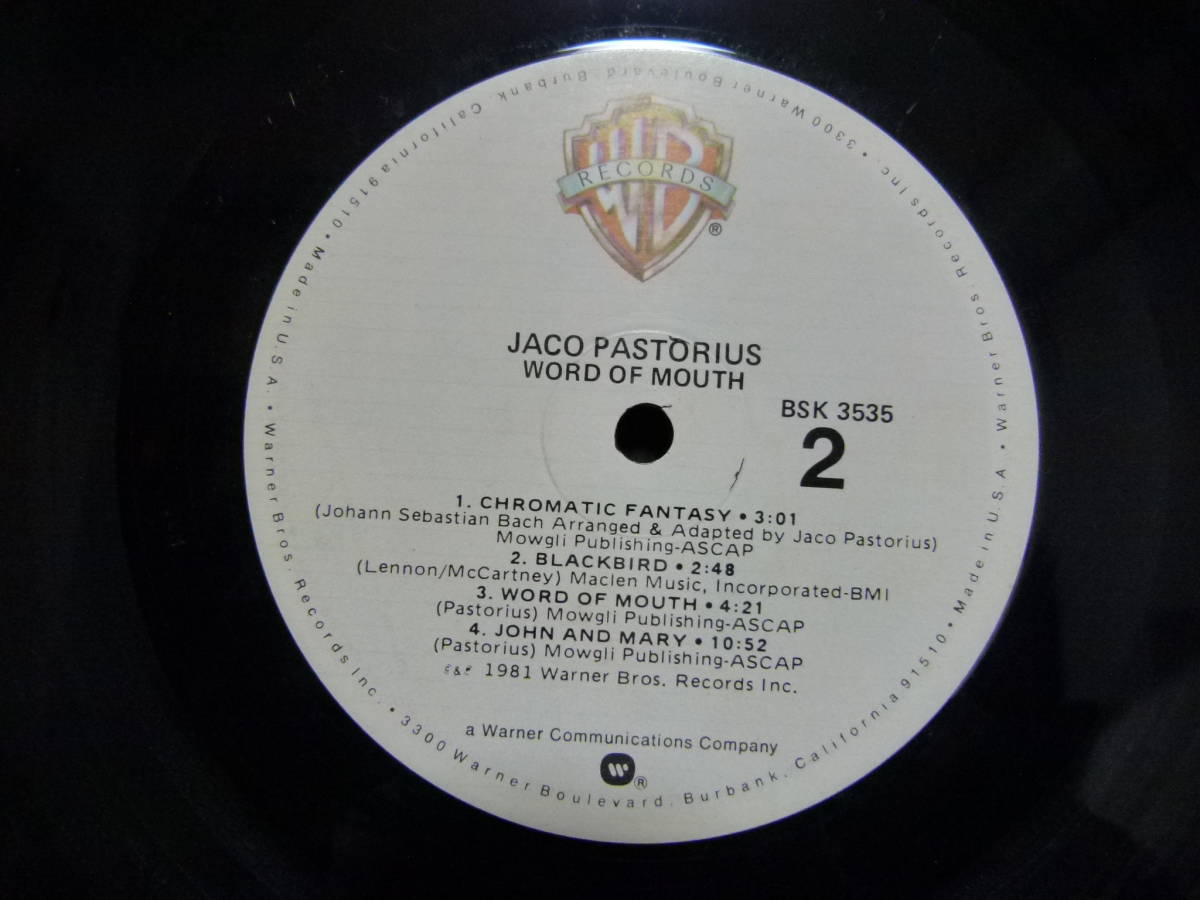 WB
RECORDS
®
JACO PASTORIUS
WORD OF MOUTH
BSK 3535
2
1. CHROMATIC FANTASY • 3:01
(Johann Sebastian Bach Arranged & Adapted by Jaco Pastorius)
Mowgli Publishing-ASCAP
2. BLACKBIRD • 2:48
(Lennon/McCartney) Maclen Music, Incorporated-BMI
3. WORD OF MOUTH • 4:21
(Pastorius) Mowgli Publishing-ASCAP
4. JOHN AND MARY • 10:52
(Pastorius) Mowgli Publishing-ASCAP
© & ℗ 1981 Warner Bros. Records Inc.
a Warner Communications Company
W ®
Warner Bros. Records Inc. • 3300 Warner Boulevard, Burbank, California 91510 • Made in U.S.A. • Warner Bros. Records Inc. • 3300 Warner Boulevard, Burbank, California 91510 • Made in U.S.A. •